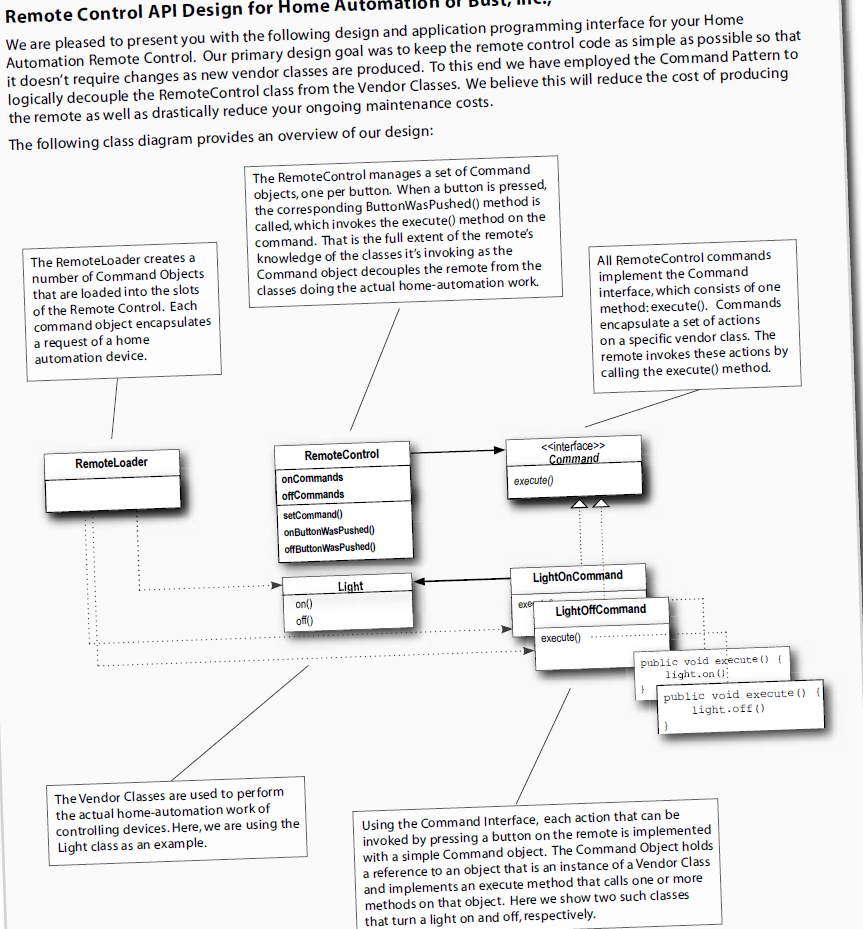 Remote Control API Design for Home Automation or Bust, Inc.,
We are pleased to present you with the following design and application programming interface for your Home
Automation Remote Control. Our primary design goal was to keep the remote control code as simple as possible so that
it doesn't require changes as new vendor classes are produced. To this end we have employed the Command Pattern to
logically decouple the RemoteControl class from the Vendor Classes. We believe this will reduce the cost of producing
the remote as well as drastically reduce your ongoing maintenance costs.
The following class diagram provides an overview of our design:
The RemoteControl manages a set of Command
objects, one per button. When a button is pressed,
the corresponding ButtonWasPushed() method is
called, which invokes the execute() method on the
command. That is the full extent of the remote's
knowledge of the classes it's invoking as the
Command object decouples the remote from the
classes doing the actual home-automation work.
The RemoteLoader creates a
number of Command Objects
that are loaded into the slots
of the Remote Control. Each
command object encapsulates
a request of a home
automation device.
All RemoteControl commands
implement the Command
interface, which consists of one
method: execute(). Commands
encapsulate a set of actions
on a specific vendor class. The
remote invokes these actions by
calling the execute() method.
RemoteLoader
RemoteControl
onCommands
offCommands
setCommand()
onButtonWasPushed()
offButtonWasPushed()
<<interface>>
Command
execute()
Light
on()
off()
LightOnCommand
exe
LightOffCommand
execute()
public void execute() {
light.on();
}
public void execute() {
light.off()
}
The Vendor Classes are used to perform
the actual home-automation work of
controlling devices. Here, we are using the
Light class as an example.
Using the Command Interface, each action that can be
invoked by pressing a button on the remote is implemented
with a simple Command object. The Command Object holds
a reference to an object that is an instance of a Vendor Class
and implements an execute method that calls one or more
methods on that object. Here we show two such classes
that turn a light on and off, respectively.